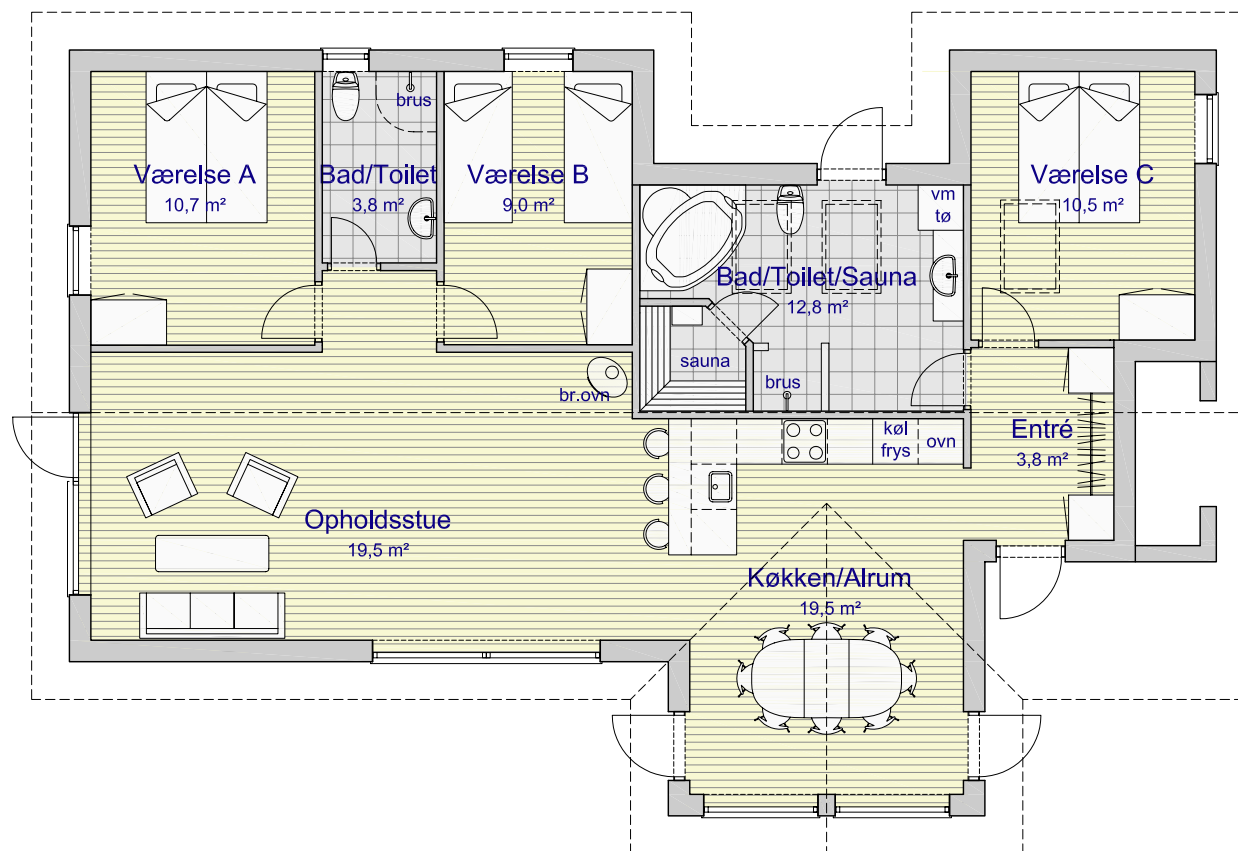 brus
Værelse A
10,7 m²
Bad/Toilet
3,8 m²
Værelse B
9,0 m²
Værelse C
10,5 m²
vm
tø
Bad/Toilet/Sauna
12,8 m²
sauna
brus
br.ovn
køl
frys
ovn
Entré
3,8 m²
Opholdsstue
19,5 m²
Køkken/Alrum
19,5 m²